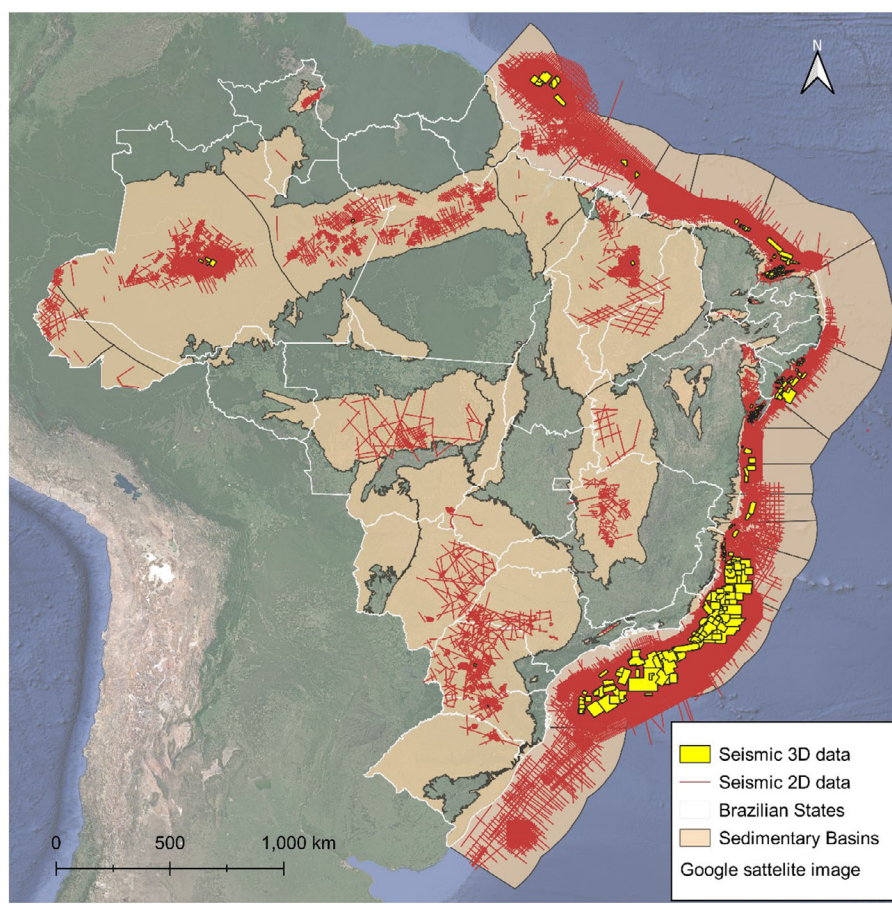 N
Seismic 3D data
Seismic 2D data
Brazilian States
Sedimentary Basins
Google sattelite image
0 500 1,000 km